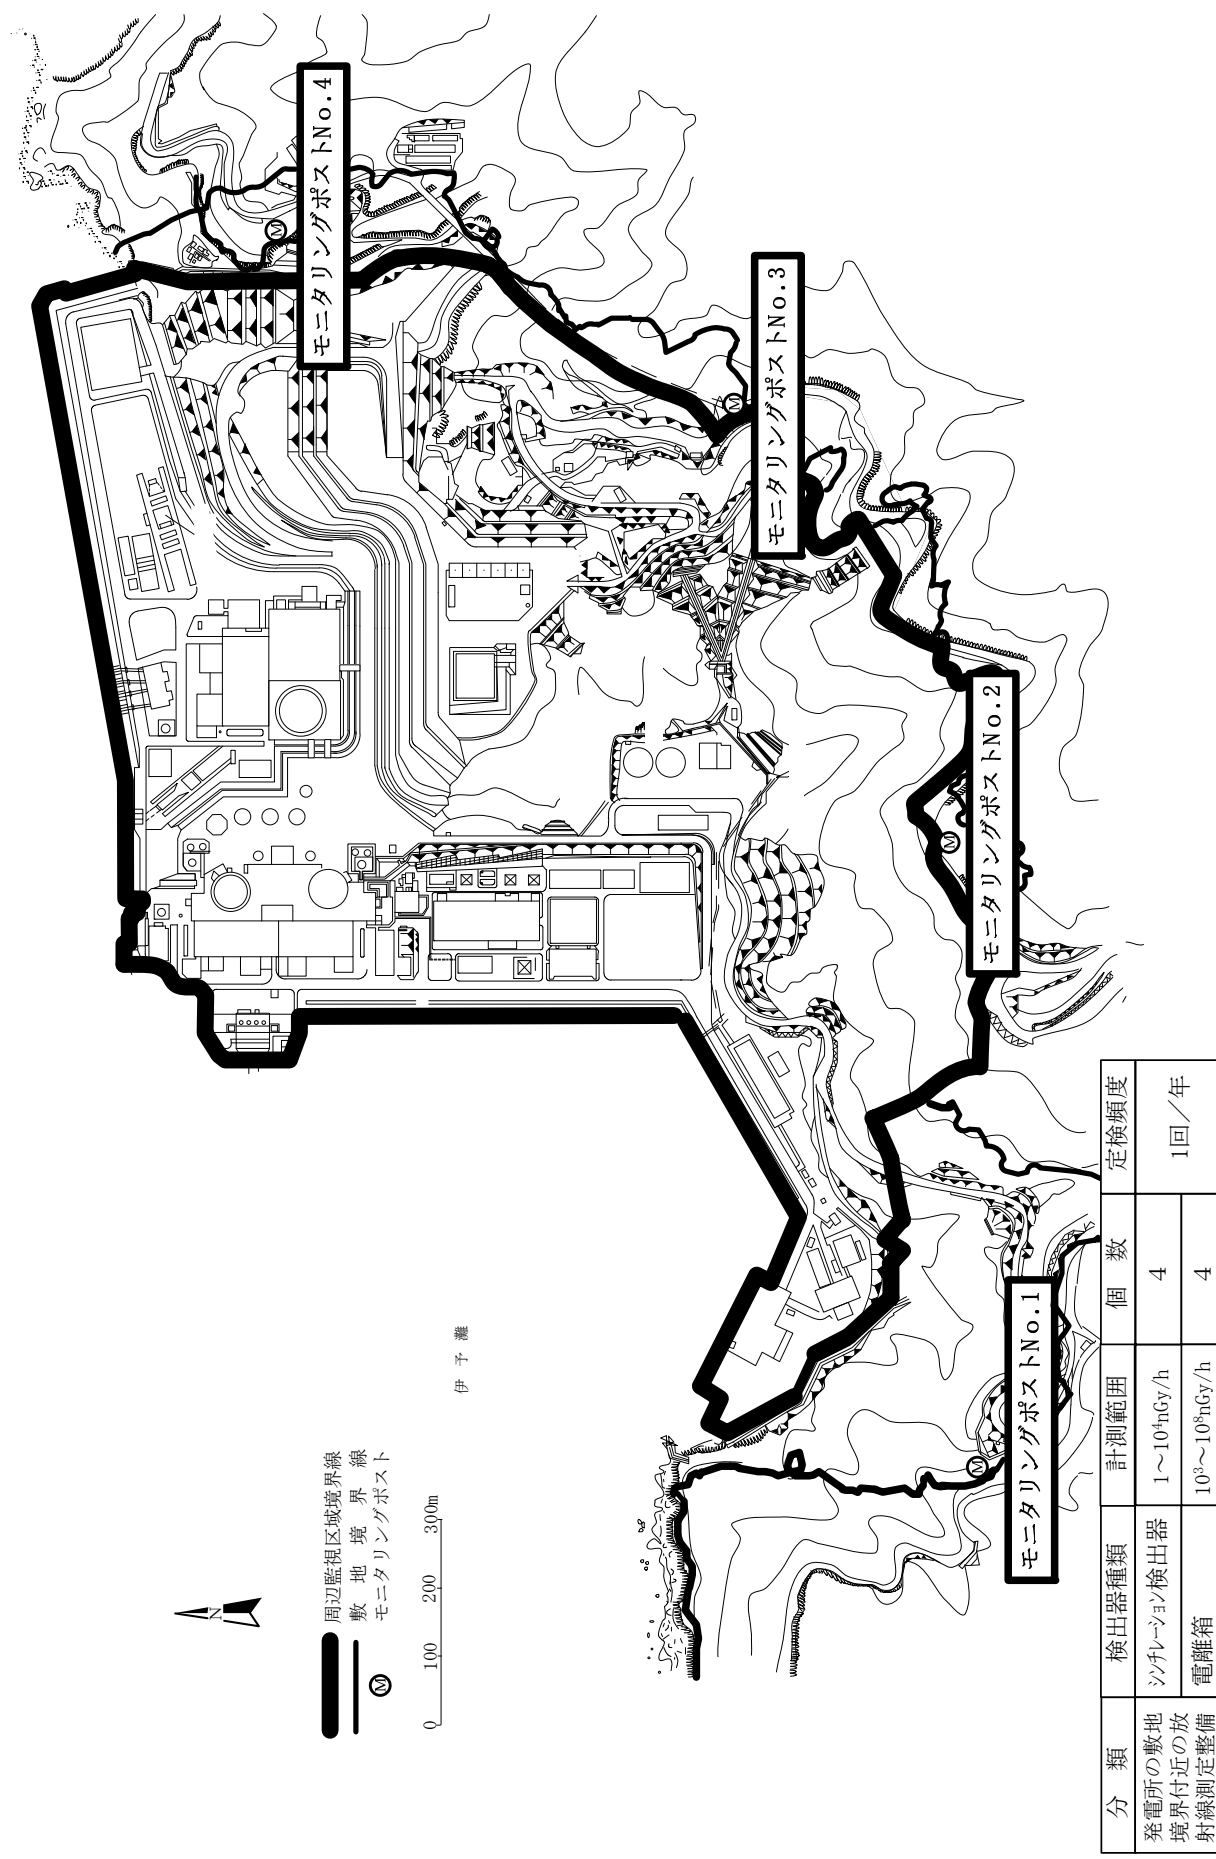 モニタリングポストNo.4
モニタリングポストNo.3
モニタリングポストNo.2
モニタリングポストNo.1
M
M
M
M
N
周辺監視区域境界線
敷地境界線
M モニタリングポスト
0 100 200 300m
伊予灘
分類 検出器種類 計測範囲 個数 定検頻度
発電所の敷地境界付近の放射線測定整備
シンチレーション検出器 1～10⁴nGy/h 4 1回／年
電離箱 10³～10⁸nGy/h 4